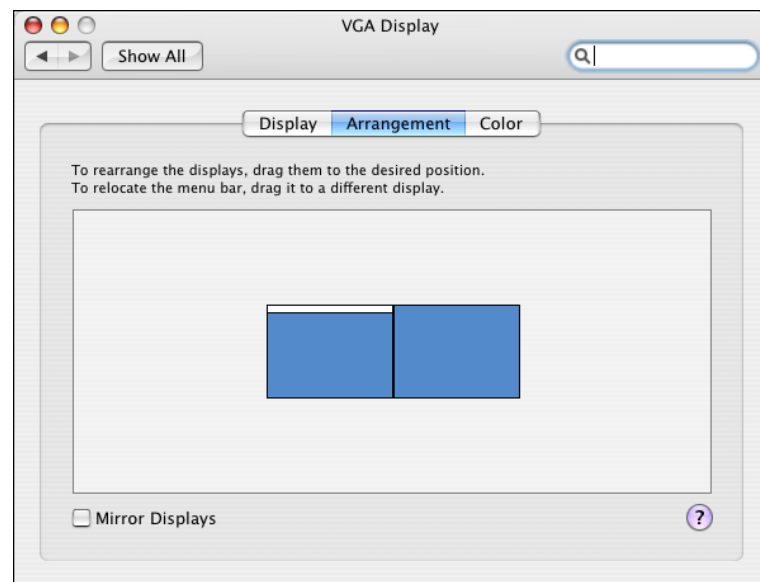 VGA Display
Show All
Display Arrangement Color
To rearrange the displays, drag them to the desired position.
To relocate the menu bar, drag it to a different display.
Mirror Displays
?